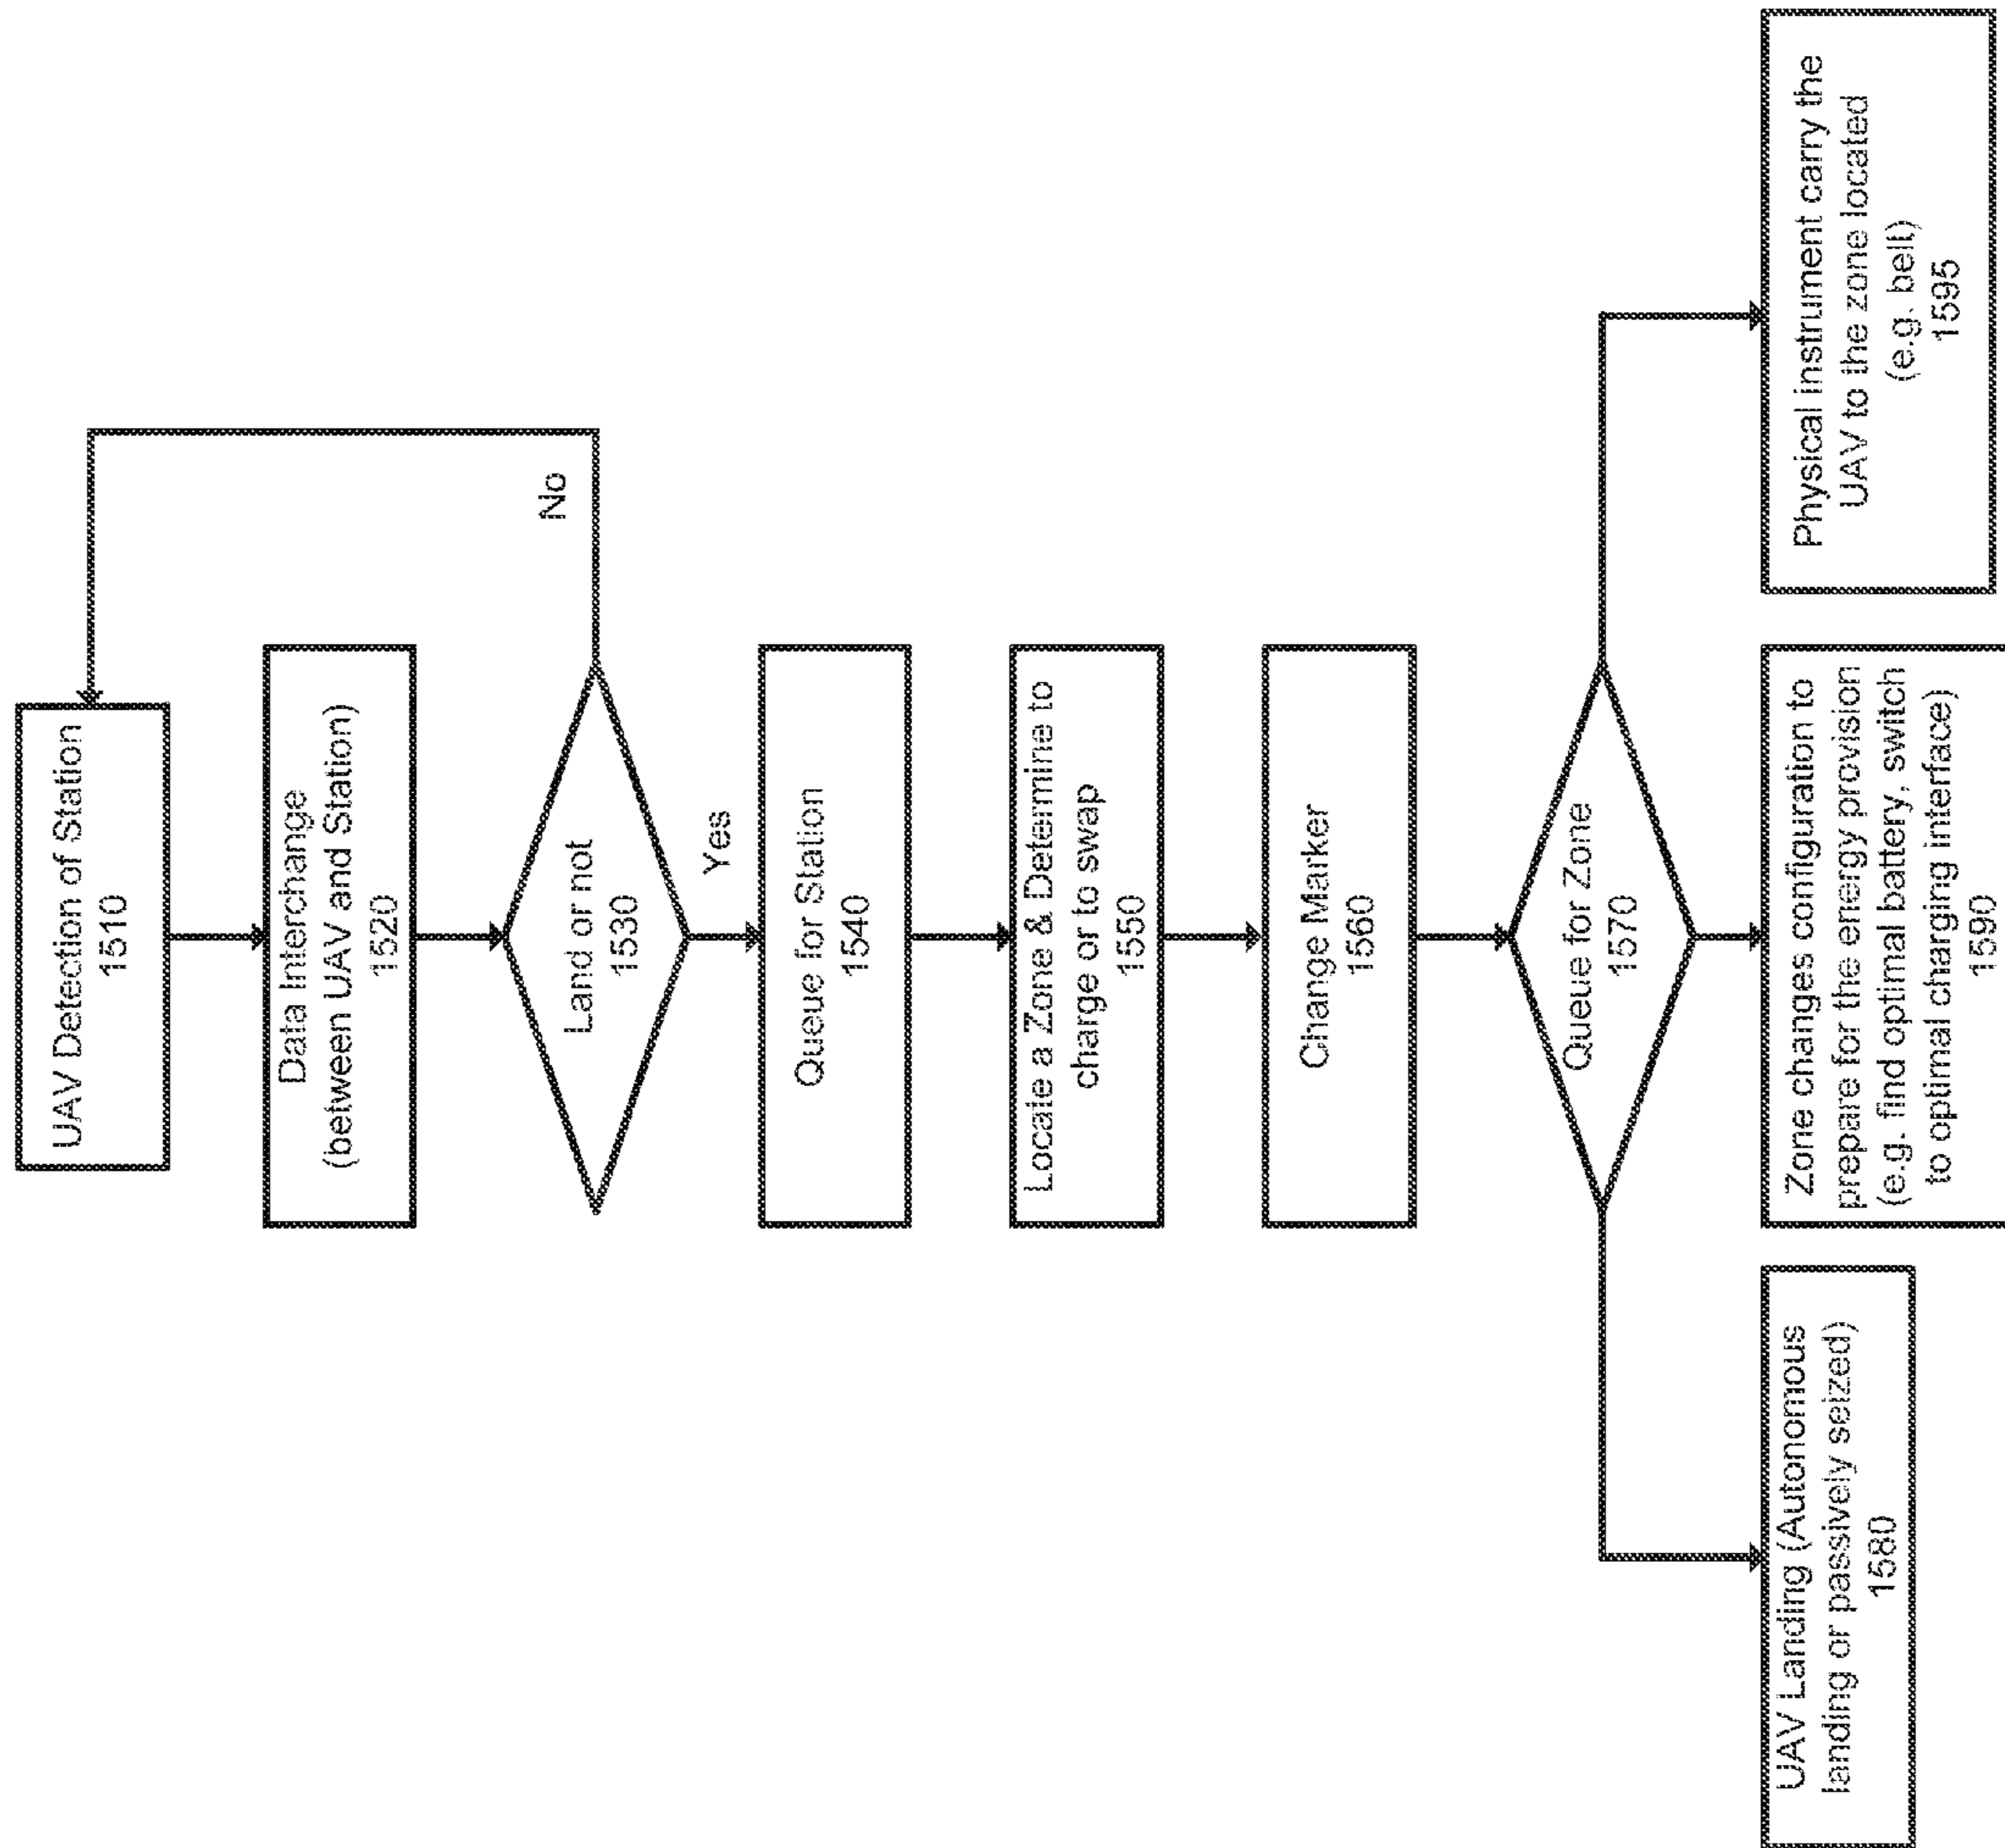 UAV Detection of Station
1510
Data Interchange
(between UAV and Station)
1520
Land or not
1530
No
Yes
Queue for Station
1540
Locate a Zone & Determine to
charge or to swap
1550
Change Marker
1560
Queue for Zone
1570
UAV Landing (Autonomous
landing or passively seized)
1580
Zone changes configuration to
prepare for the energy provision
(e.g. find optimal battery, switch
to optimal charging interface)
1590
Physical instrument carry the
UAV to the zone located
(e.g. belt)
1595